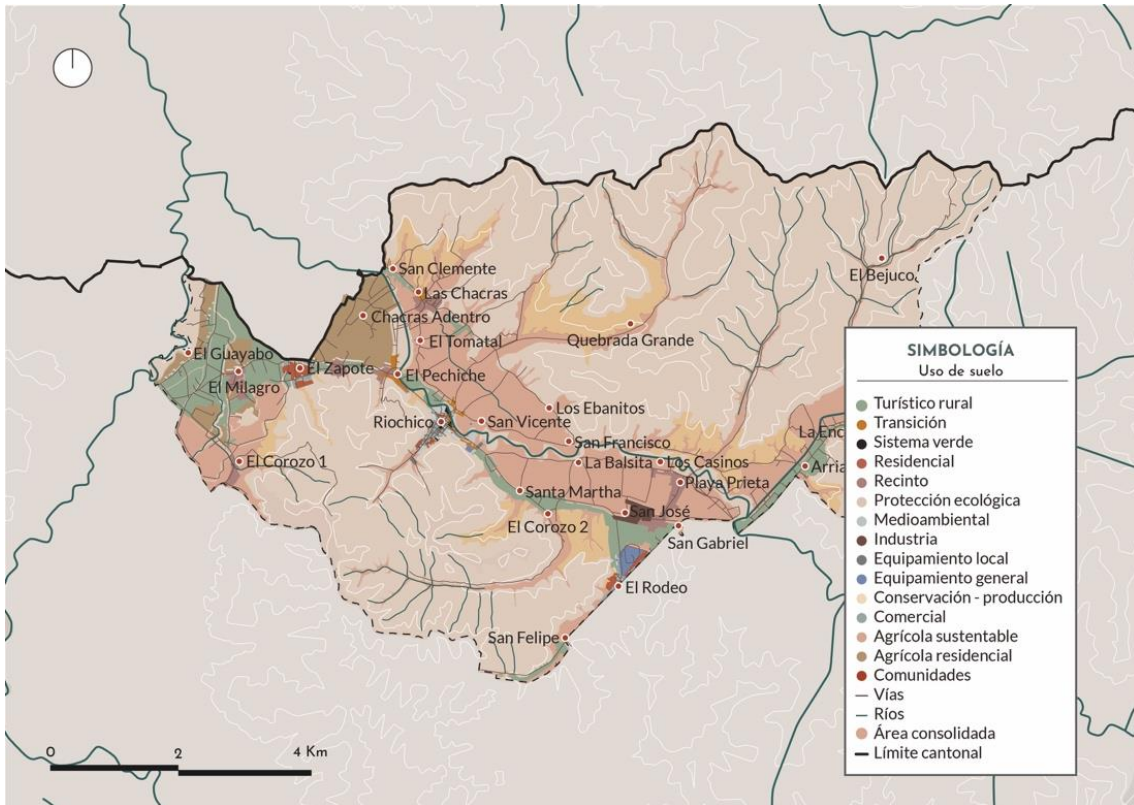 San Clemente
Las Chacras
El Bejuco
Chacras Adentro
Quebrada Grande
El Tomatal
El Guayabo
El Milagro
El Zapote
El Pechiche
Los Ebanitos
Riochico
San Vicente
San Francisco
La Enc
El Corozo 1
La Balsita
Los Casinos
Arria
Playa Prieta
Santa Martha
El Corozo 2
San José
San Gabriel
El Rodeo
San Felipe
0 2 4 Km
SIMBOLOGÍA
Uso de suelo
Turístico rural
Transición
Sistema verde
Residencial
Recinto
Protección ecológica
Medioambiental
Industria
Equipamiento local
Equipamiento general
Conservación - producción
Comercial
Agrícola sustentable
Agrícola residencial
Comunidades
Vías
Ríos
Área consolidada
Límite cantonal